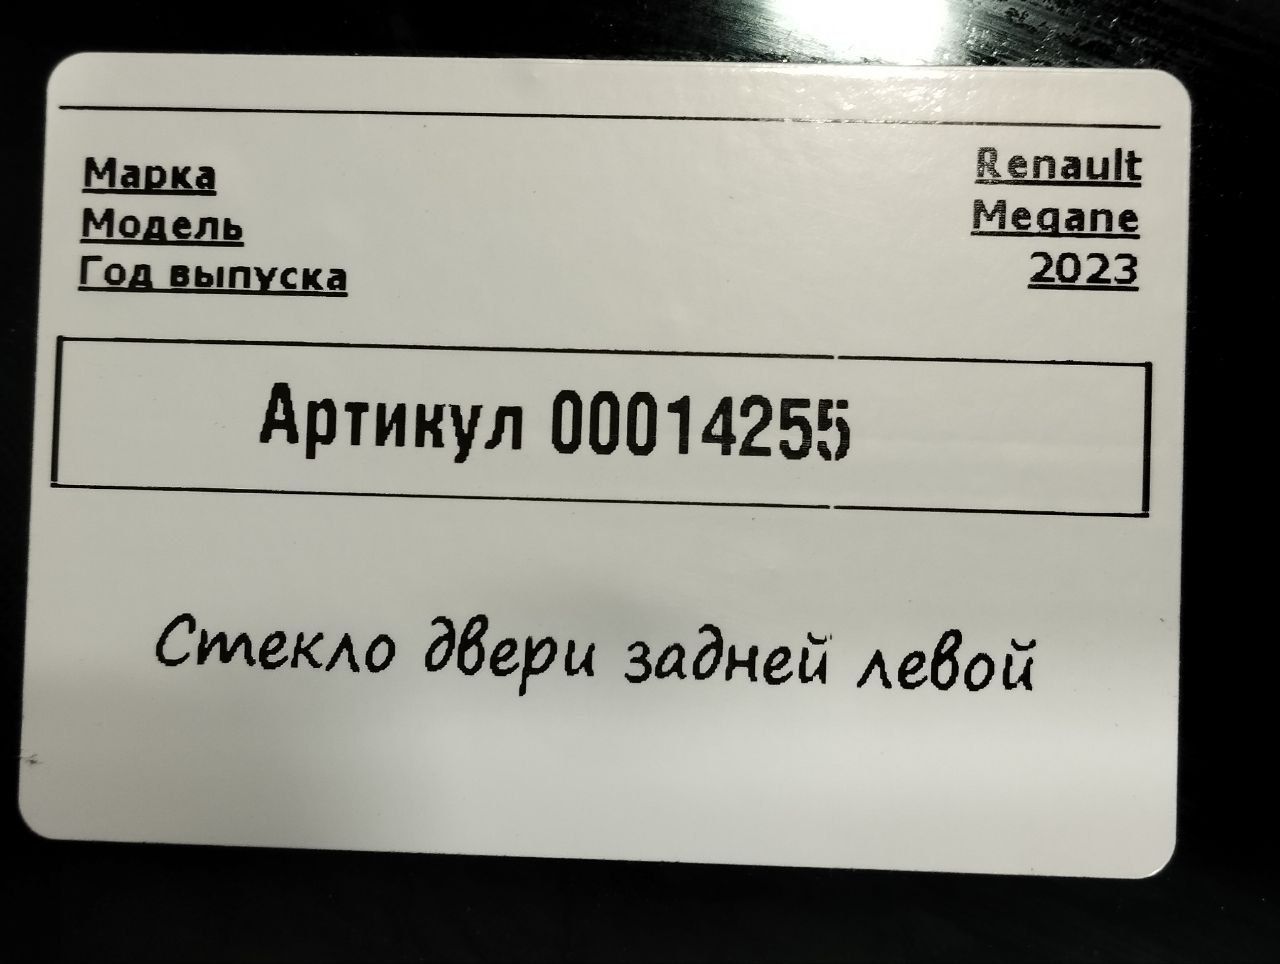 Марка Renault
Модель Megane
Год выпуска 2023
Артикул 00014255
Стекло двери задней левой